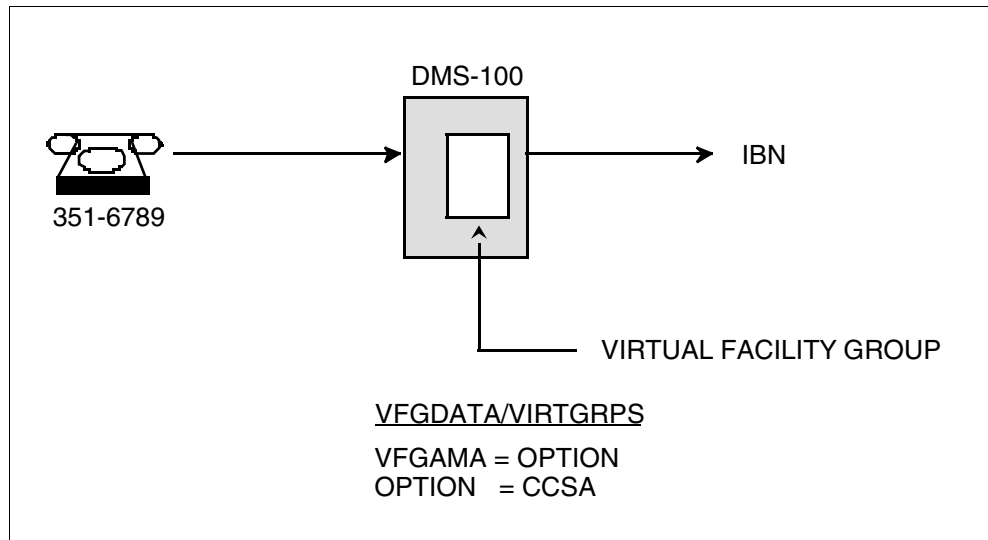 DMS-100
IBN
351-6789
VIRTUAL FACILITY GROUP
VFGDATA/VIRTGRPS
VFGAMA = OPTION
OPTION = CCSA